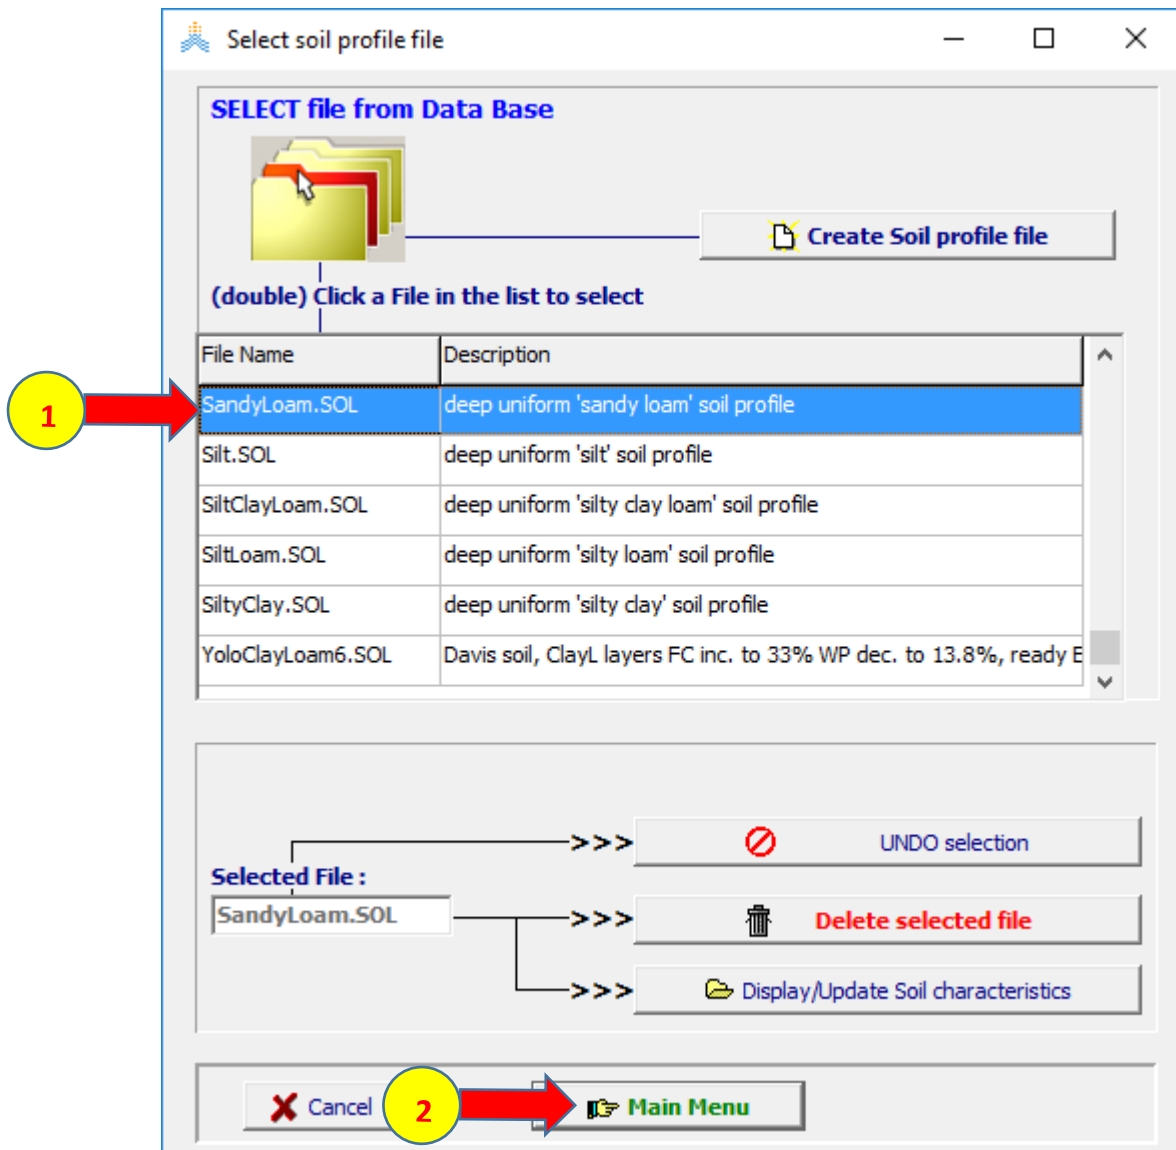 Select soil profile file
SELECT file from Data Base
Create Soil profile file
(double) Click a File in the list to select
File Name Description
1
SandyLoam.SOL deep uniform 'sandy loam' soil profile
Silt.SOL deep uniform 'silt' soil profile
SiltClayLoam.SOL deep uniform 'silty clay loam' soil profile
SiltLoam.SOL deep uniform 'silty loam' soil profile
SiltyClay.SOL deep uniform 'silty clay' soil profile
YoloClayLoam6.SOL Davis soil, ClayL layers FC inc. to 33% WP dec. to 13.8%, ready E
>>> UNDO selection
Selected File :
SandyLoam.SOL >>> Delete selected file
>>> Display/Update Soil characteristics
Cancel 2 Main Menu